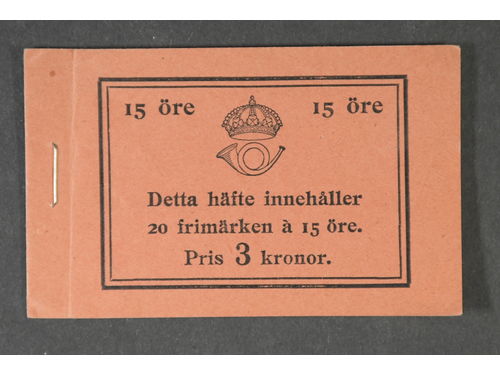 15 öre 15 öre
Detta häfte innehåller
20 frimärken à 15 öre.
Pris 3 kronor.